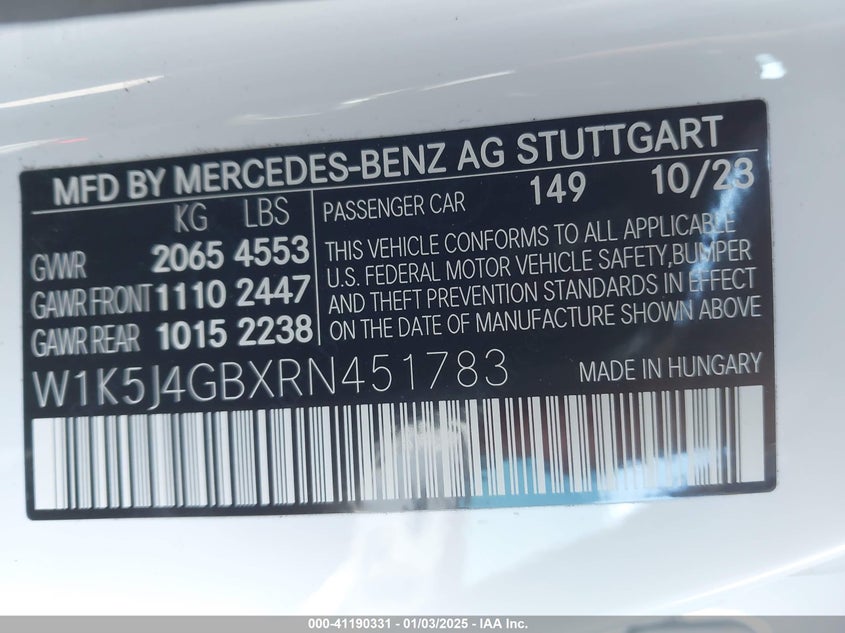 MFD BY MERCEDES-BENZ AG STUTTGART
KG LBS
GVWR 2065 4553
GAWR FRONT 1110 2447
GAWR REAR 1015 2238
PASSENGER CAR 149 10/23
THIS VEHICLE CONFORMS TO ALL APPLICABLE
U.S. FEDERAL MOTOR VEHICLE SAFETY,BUMPER
AND THEFT PREVENTION STANDARDS IN EFFECT
ON THE DATE OF MANUFACTURE SHOWN ABOVE
W1K5J4GBXRN451783 MADE IN HUNGARY
000-41190331 - 01/03/2025 - IAA Inc.